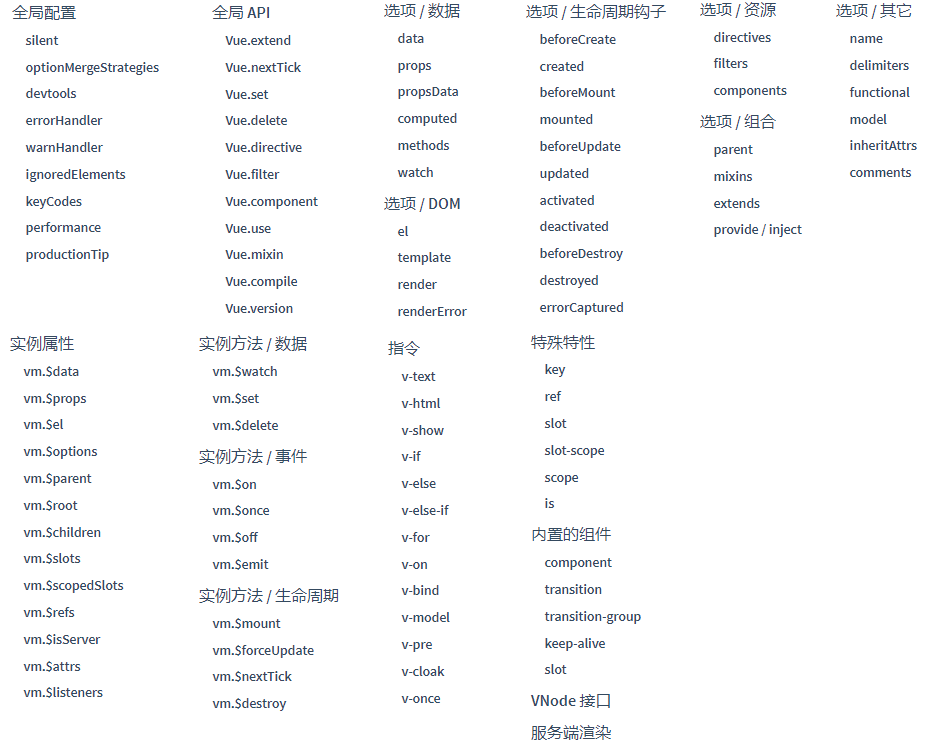 全局配置
silent
optionMergeStrategies
devtools
errorHandler
warnHandler
ignoredElements
keyCodes
performance
productionTip
全局 API
Vue.extend
Vue.nextTick
Vue.set
Vue.delete
Vue.directive
Vue.filter
Vue.component
Vue.use
Vue.mixin
Vue.compile
Vue.version
选项 / 数据
data
props
propsData
computed
methods
watch
选项 / DOM
el
template
render
renderError
选项 / 生命周期钩子
beforeCreate
created
beforeMount
mounted
beforeUpdate
updated
activated
deactivated
beforeDestroy
destroyed
errorCaptured
选项 / 资源
directives
filters
components
选项 / 组合
parent
mixins
extends
provide / inject
选项 / 其它
name
delimiters
functional
model
inheritAttrs
comments
实例属性
vm.$data
vm.$props
vm.$el
vm.$options
vm.$parent
vm.$root
vm.$children
vm.$slots
vm.$scopedSlots
vm.$refs
vm.$isServer
vm.$attrs
vm.$listeners
实例方法 / 数据
vm.$watch
vm.$set
vm.$delete
实例方法 / 事件
vm.$on
vm.$once
vm.$off
vm.$emit
实例方法 / 生命周期
vm.$mount
vm.$forceUpdate
vm.$nextTick
vm.$destroy
指令
v-text
v-html
v-show
v-if
v-else
v-else-if
v-for
v-on
v-bind
v-model
v-pre
v-cloak
v-once
特殊特性
key
ref
slot
slot-scope
scope
is
内置的组件
component
transition
transition-group
keep-alive
slot
VNode 接口
服务端渲染